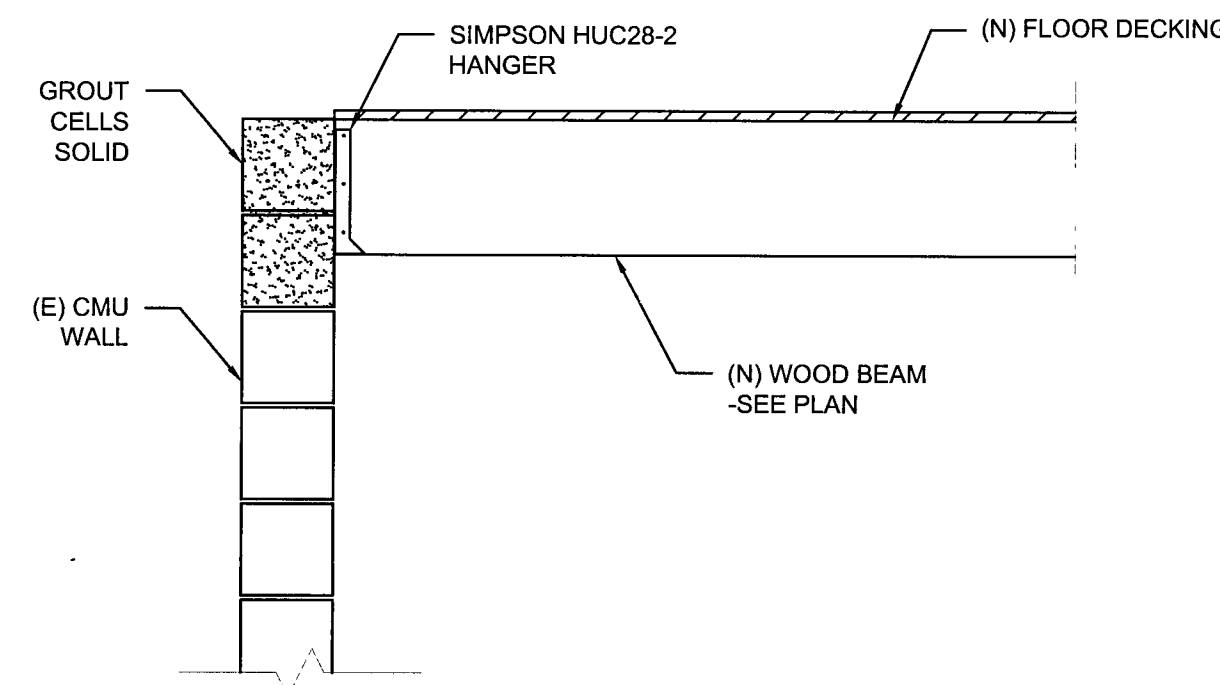 SIMPSON HUC28-2
HANGER
(N) FLOOR DECKING
GROUT
CELLS
SOLID
(E) CMU
WALL
(N) WOOD BEAM
-SEE PLAN